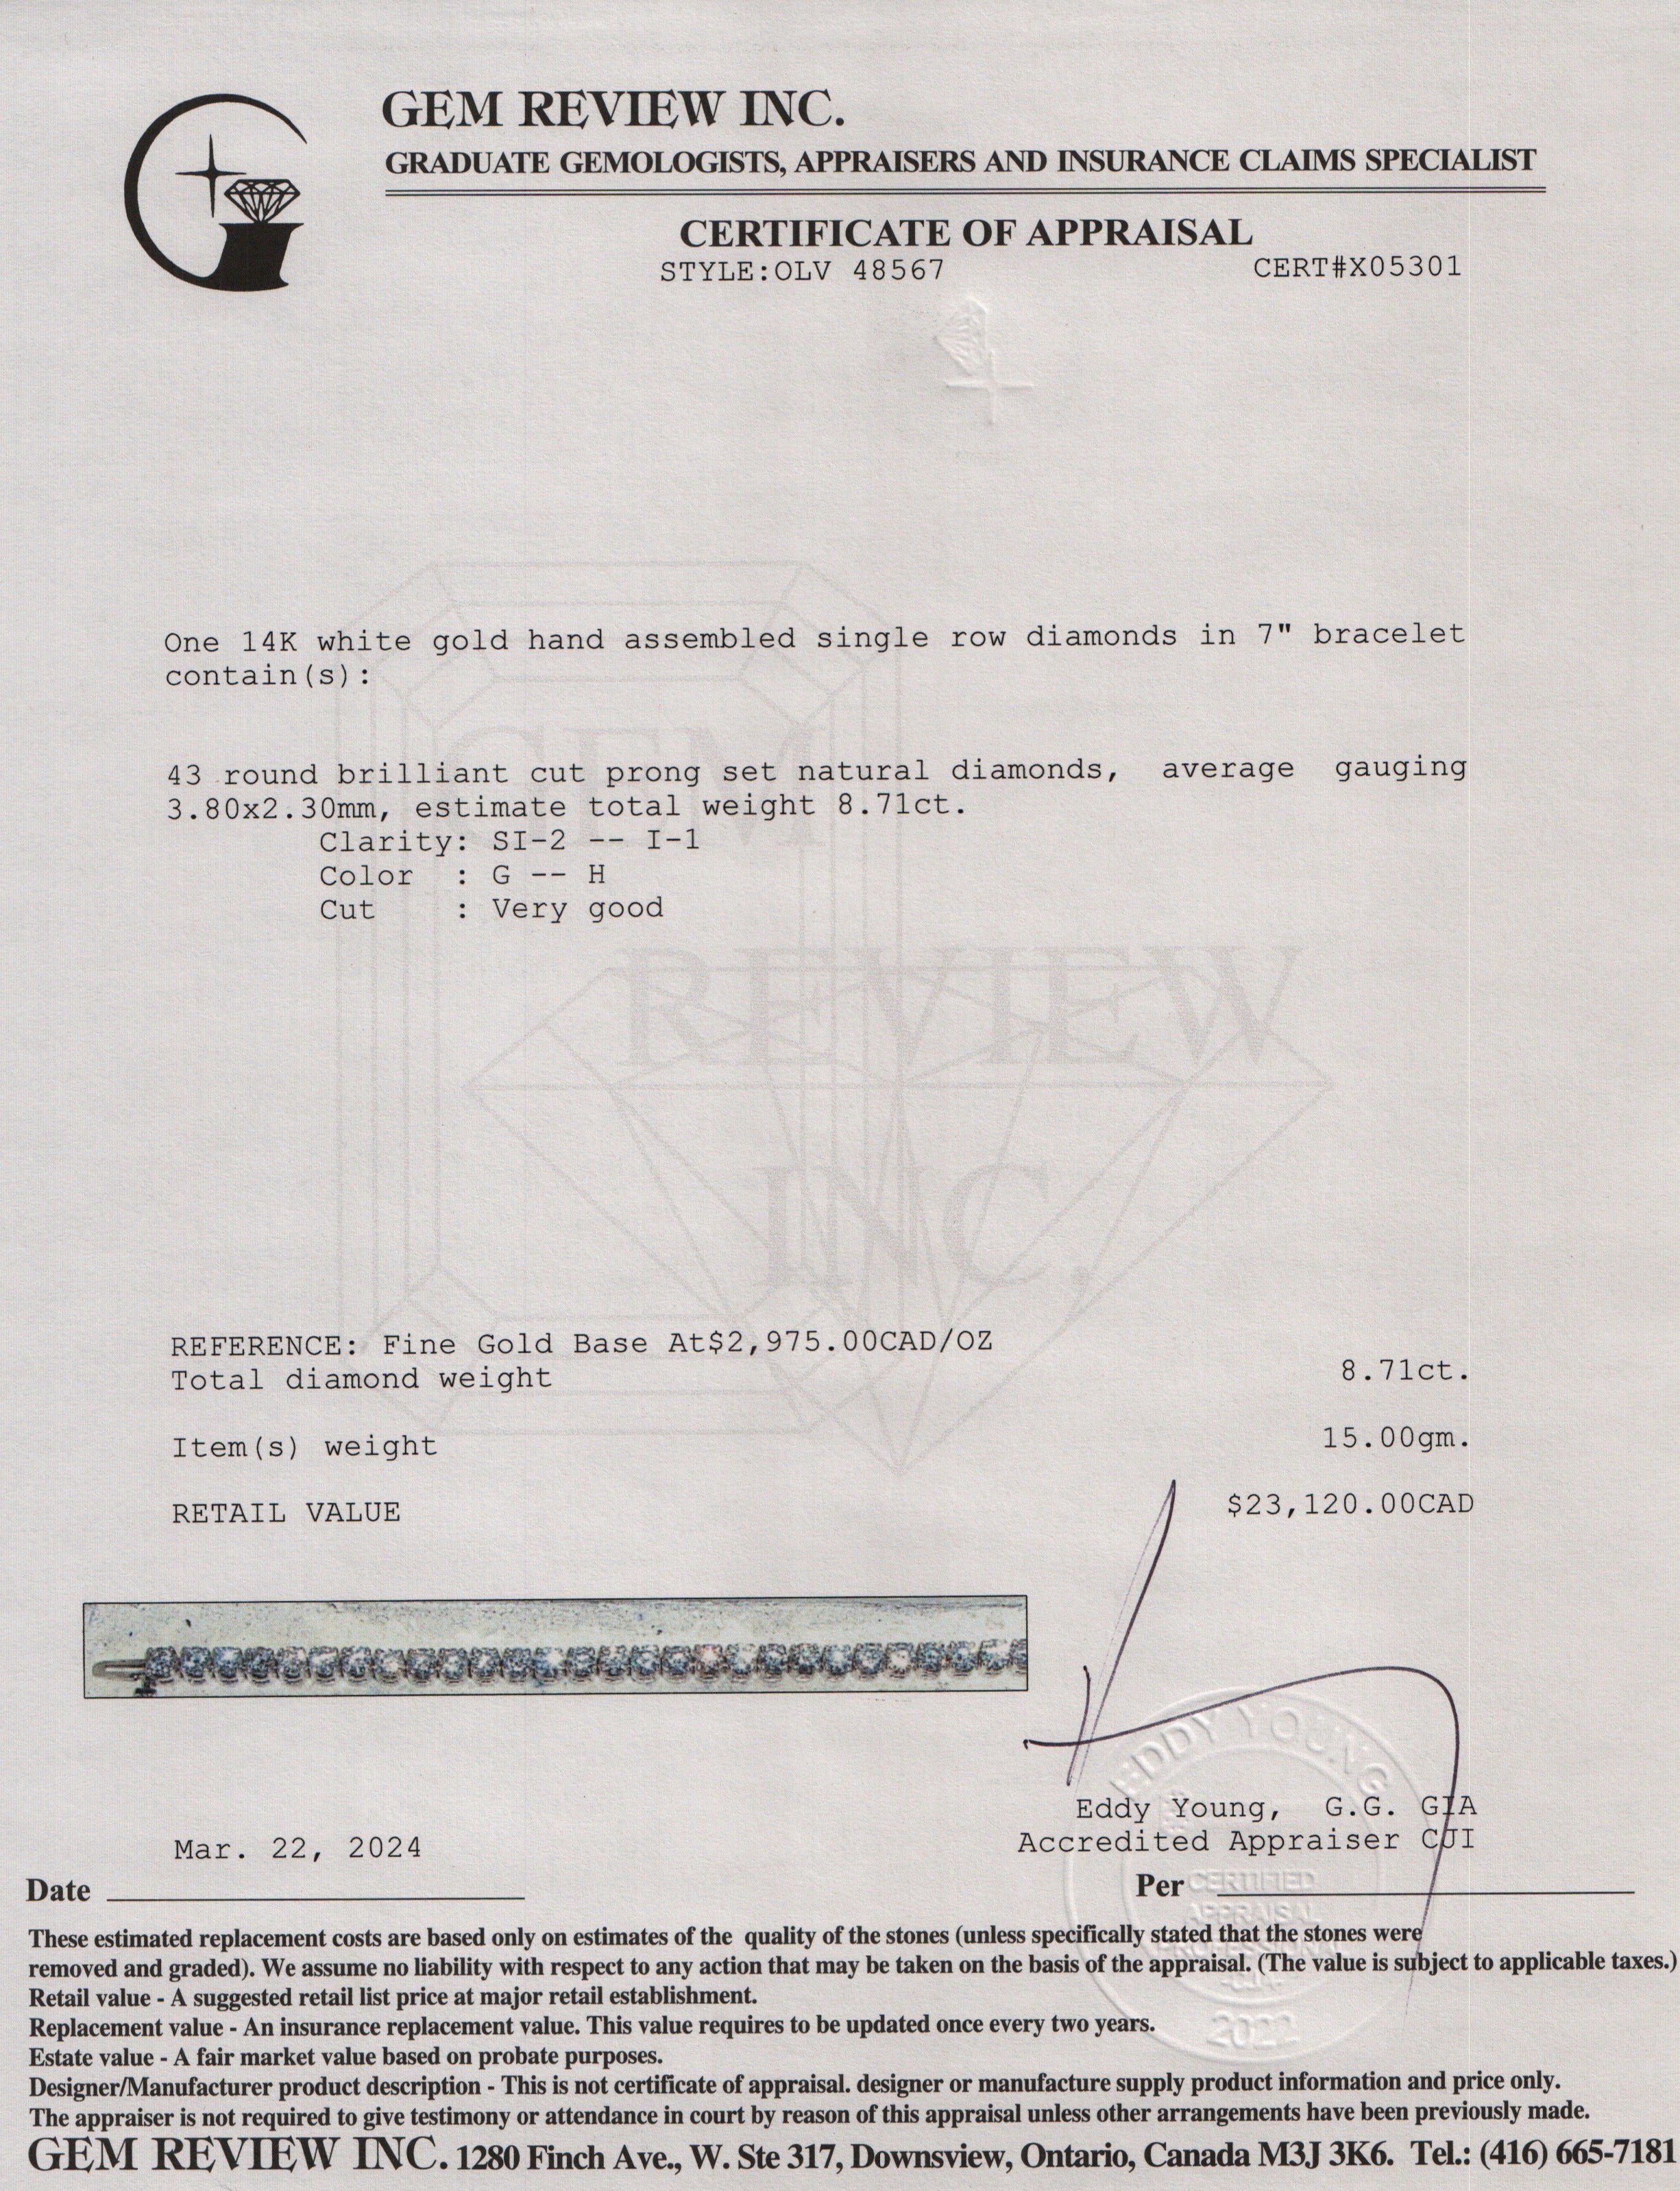 GEM REVIEW INC.
GRADUATE GEMOLOGISTS, APPRAISERS AND INSURANCE CLAIMS SPECIALIST
CERTIFICATE OF APPRAISAL
STYLE:OLV 48567 CERT#X05301
One 14K white gold hand assembled single row diamonds in 7" bracelet
contain(s):
GEM
43 round brilliant cut prong set natural diamonds, average gauging
3.80x2.30mm, estimate total weight 8.71ct.
Clarity: SI-2 -- I-1
Color : G -- H
Cut : Very good
REVIEW
INC.
REFERENCE: Fine Gold Base At$2,975.00CAD/OZ
Total diamond weight 8.71ct.
Item(s) weight 15.00gm.
RETAIL VALUE $23,120.00CAD
EDDY YOUNG
Eddy Young, G.G. GIA
Accredited Appraiser CJI
Mar. 22, 2024
Date
Per
CERTIFIED
APPRAISAL
PROFESSIONAL
2022
These estimated replacement costs are based only on estimates of the quality of the stones (unless specifically stated that the stones were
removed and graded). We assume no liability with respect to any action that may be taken on the basis of the appraisal. (The value is subject to applicable taxes.)
Retail value - A suggested retail list price at major retail establishment.
Replacement value - An insurance replacement value. This value requires to be updated once every two years.
Estate value - A fair market value based on probate purposes.
Designer/Manufacturer product description - This is not certificate of appraisal. designer or manufacture supply product information and price only.
The appraiser is not required to give testimony or attendance in court by reason of this appraisal unless other arrangements have been previously made.
GEM REVIEW INC. 1280 Finch Ave., W. Ste 317, Downsview, Ontario, Canada M3J 3K6. Tel.: (416) 665-7181